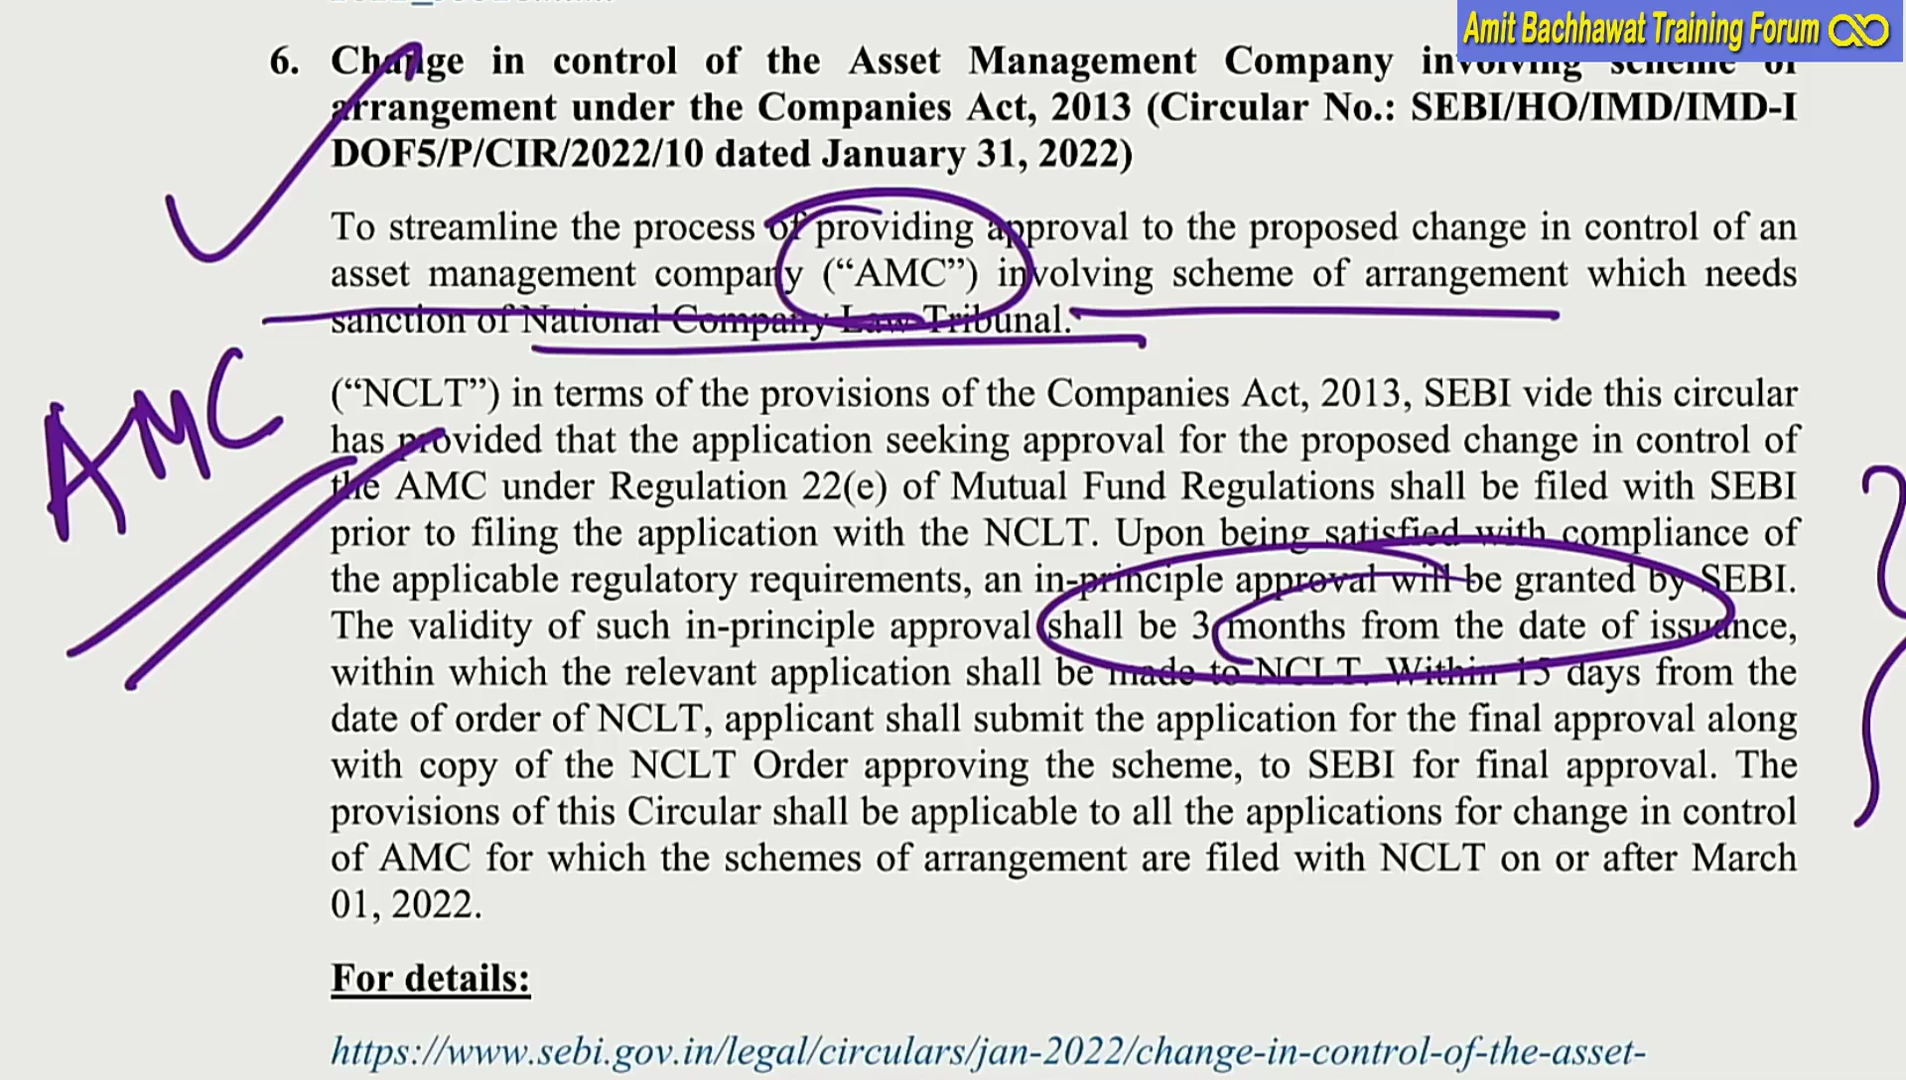 Amit Bachhawat Training Forum
6. Change in control of the Asset Management Company involving scheme of
arrangement under the Companies Act, 2013 (Circular No.: SEBI/HO/IMD/IMD-I
DOF5/P/CIR/2022/10 dated January 31, 2022)
To streamline the process of providing approval to the proposed change in control of an
asset management company (“AMC”) involving scheme of arrangement which needs
sanction of National Company Law Tribunal.
AMC
(“NCLT”) in terms of the provisions of the Companies Act, 2013, SEBI vide this circular
has provided that the application seeking approval for the proposed change in control of
the AMC under Regulation 22(e) of Mutual Fund Regulations shall be filed with SEBI
prior to filing the application with the NCLT. Upon being satisfied with compliance of
the applicable regulatory requirements, an in-principle approval will be granted by SEBI.
The validity of such in-principle approval shall be 3 months from the date of issuance,
within which the relevant application shall be made to NCLT. Within 15 days from the
date of order of NCLT, applicant shall submit the application for the final approval along
with copy of the NCLT Order approving the scheme, to SEBI for final approval. The
provisions of this Circular shall be applicable to all the applications for change in control
of AMC for which the schemes of arrangement are filed with NCLT on or after March
01, 2022.
For details:
https://www.sebi.gov.in/legal/circulars/jan-2022/change-in-control-of-the-asset-